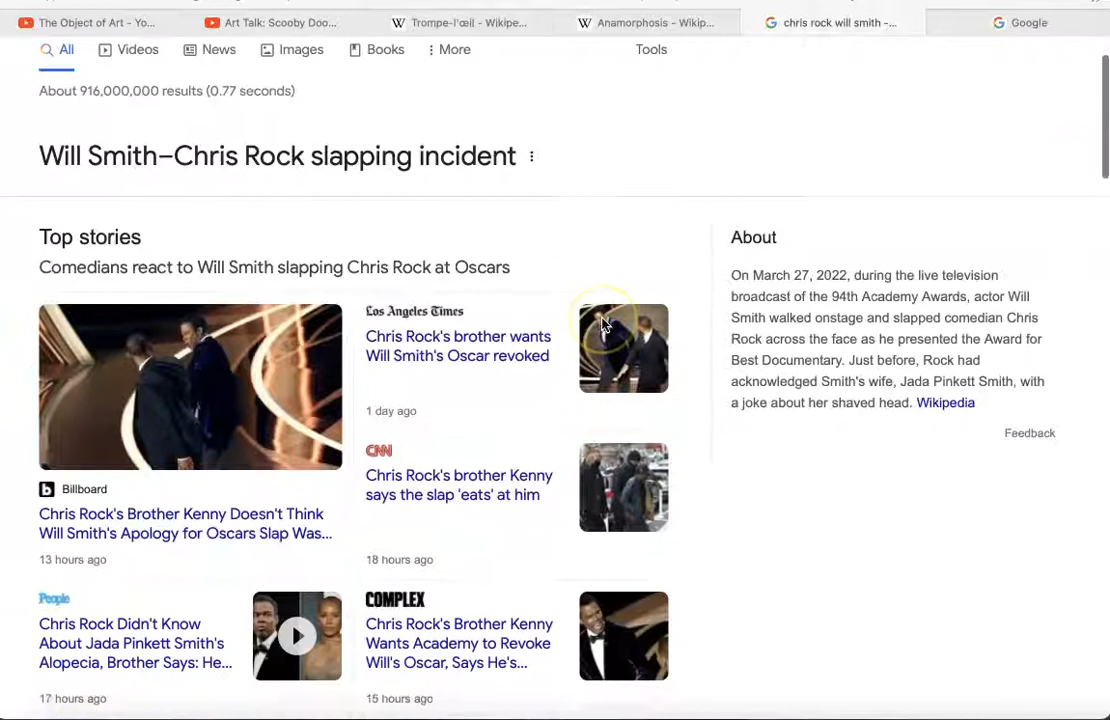 The Object of Art - Yo...
Art Talk: Scooby Doo...
Trompe-l'œil - Wikipe...
Anamorphosis - Wikip...
chris rock will smith -...
Google
All
Videos
News
Images
Books
More
Tools
About 916,000,000 results (0.77 seconds)
Will Smith–Chris Rock slapping incident
Top stories
Comedians react to Will Smith slapping Chris Rock at Oscars
Billboard
Chris Rock's Brother Kenny Doesn't Think
Will Smith's Apology for Oscars Slap Was...
13 hours ago
Los Angeles Times
Chris Rock's brother wants
Will Smith's Oscar revoked
1 day ago
CNN
Chris Rock's brother Kenny
says the slap 'eats' at him
18 hours ago
People
Chris Rock Didn't Know
About Jada Pinkett Smith's
Alopecia, Brother Says: He...
17 hours ago
COMPLEX
Chris Rock's Brother Kenny
Wants Academy to Revoke
Will's Oscar, Says He's...
15 hours ago
About
On March 27, 2022, during the live television
broadcast of the 94th Academy Awards, actor Will
Smith walked onstage and slapped comedian Chris
Rock across the face as he presented the Award for
Best Documentary. Just before, Rock had
acknowledged Smith's wife, Jada Pinkett Smith, with
a joke about her shaved head. Wikipedia
Feedback